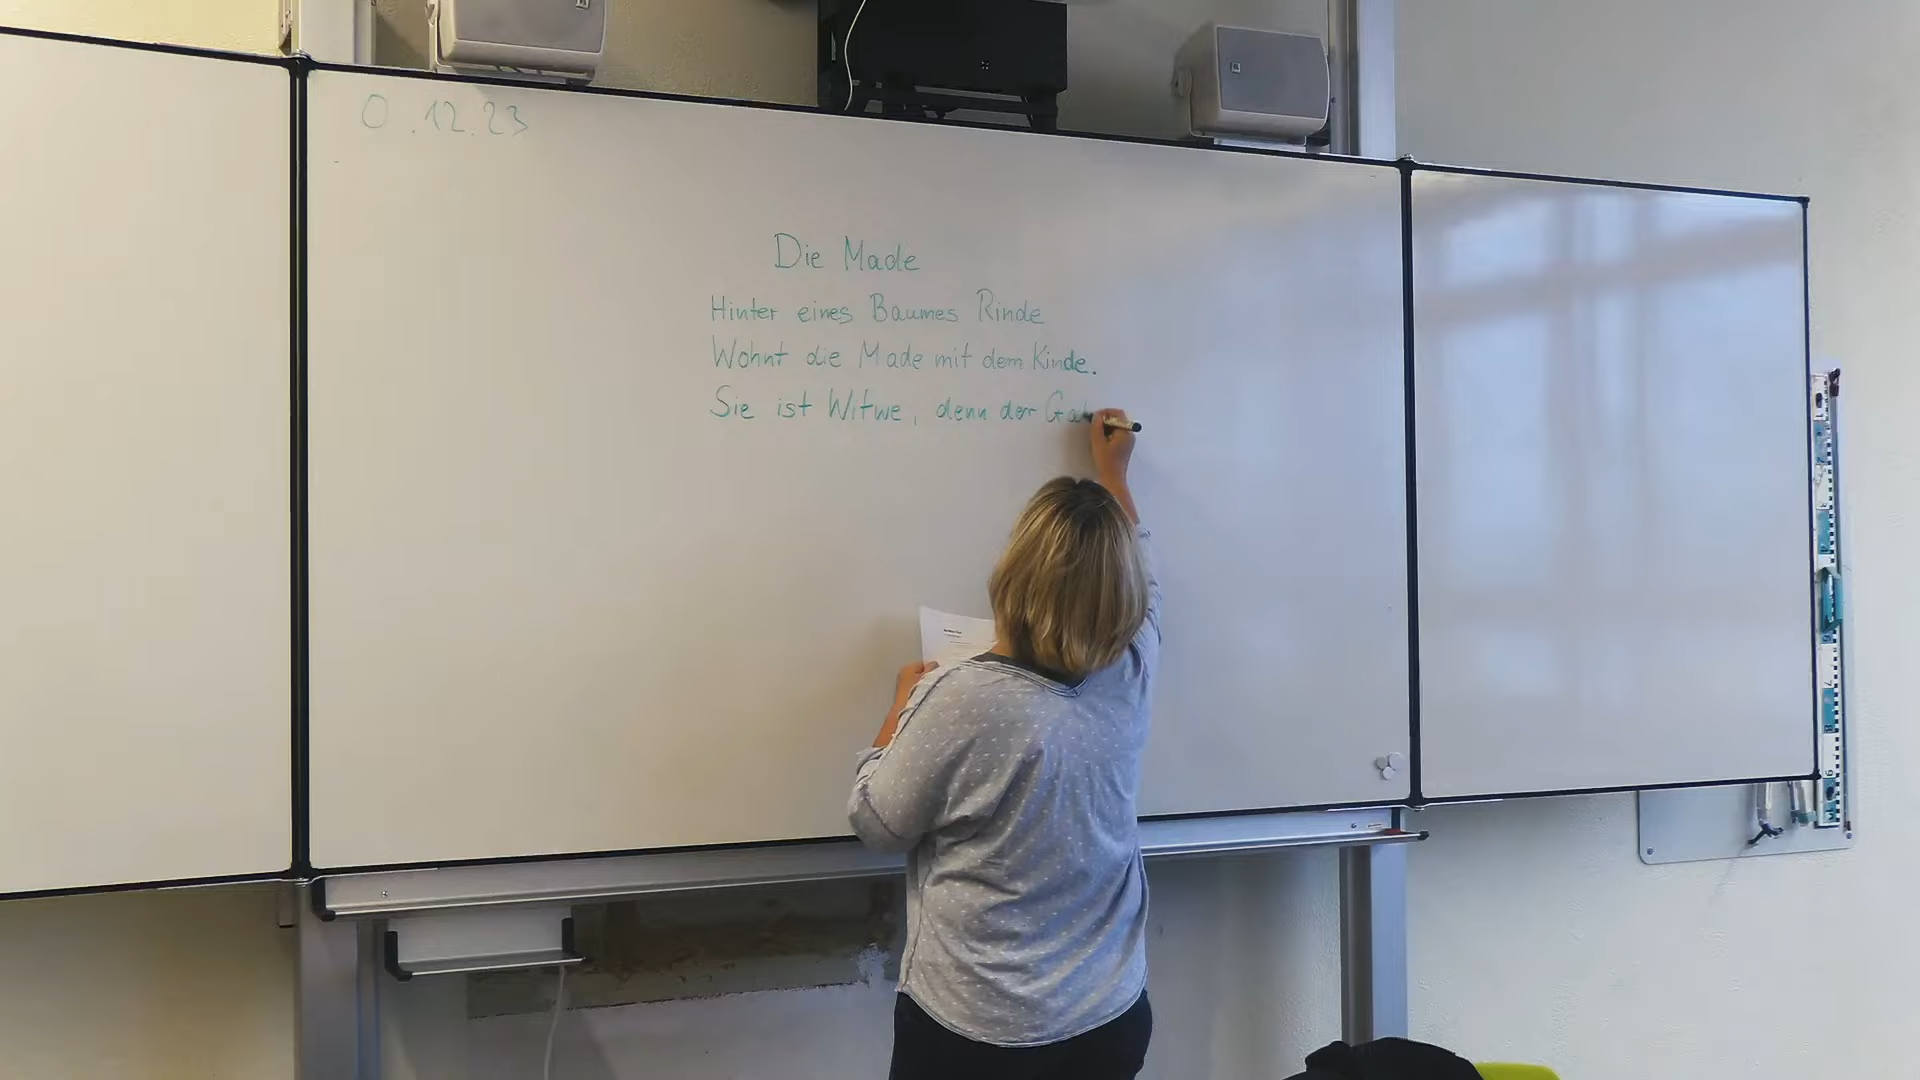 0.12.23
Die Made
Hinter eines Baumes Rinde
Wohnt die Made mit dem Kinde.
Sie ist Witwe, denn der Gat